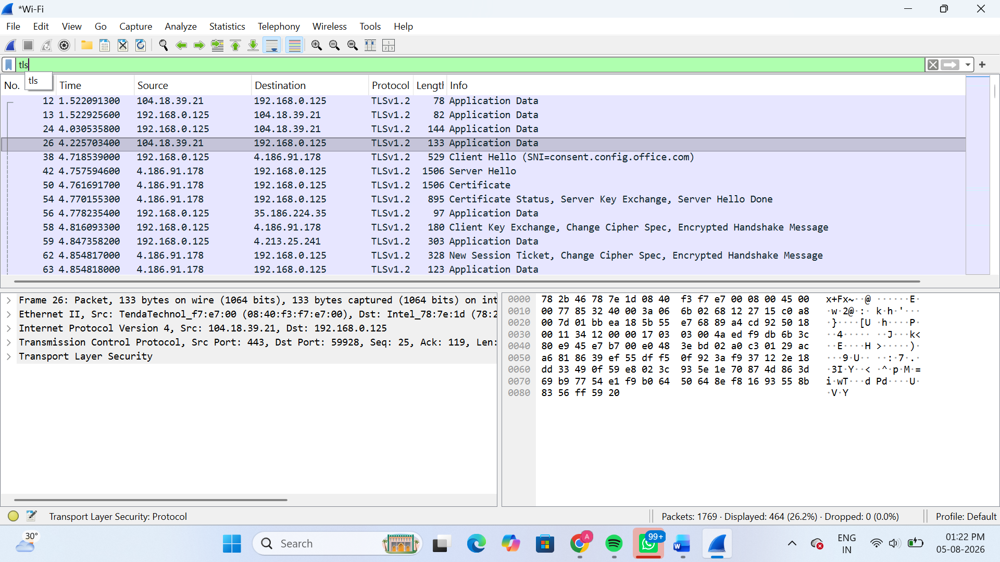 *Wi-Fi
File Edit View Go Capture Analyze Statistics Telephony Wireless Tools Help
tls
tls
No. Time Source Destination Protocol Length Info
12 1.522091300 104.18.39.21 192.168.0.125 TLSv1.2 78 Application Data
13 1.522925600 192.168.0.125 104.18.39.21 TLSv1.2 82 Application Data
24 4.030535800 192.168.0.125 104.18.39.21 TLSv1.2 144 Application Data
26 4.225703400 104.18.39.21 192.168.0.125 TLSv1.2 133 Application Data
38 4.718539000 192.168.0.125 4.186.91.178 TLSv1.2 529 Client Hello (SNI=consent.config.office.com)
42 4.757594600 4.186.91.178 192.168.0.125 TLSv1.2 1506 Server Hello
50 4.761691700 4.186.91.178 192.168.0.125 TLSv1.2 1506 Certificate
54 4.770155300 4.186.91.178 192.168.0.125 TLSv1.2 895 Certificate Status, Server Key Exchange, Server Hello Done
56 4.778235400 192.168.0.125 35.186.224.35 TLSv1.2 97 Application Data
58 4.816093300 192.168.0.125 4.186.91.178 TLSv1.2 180 Client Key Exchange, Change Cipher Spec, Encrypted Handshake Message
59 4.847358200 192.168.0.125 4.213.25.241 TLSv1.2 303 Application Data
62 4.854817000 4.186.91.178 192.168.0.125 TLSv1.2 328 New Session Ticket, Change Cipher Spec, Encrypted Handshake Message
63 4.854818000 4.186.91.178 192.168.0.125 TLSv1.2 123 Application Data
Frame 26: Packet, 133 bytes on wire (1064 bits), 133 bytes captured (1064 bits) on int
Ethernet II, Src: TendaTechnol_f7:e7:00 (08:40:f3:f7:e7:00), Dst: Intel_78:7e:1d (78:2
Internet Protocol Version 4, Src: 104.18.39.21, Dst: 192.168.0.125
Transmission Control Protocol, Src Port: 443, Dst Port: 59928, Seq: 25, Ack: 119, Len:
Transport Layer Security
0000 78 2b 46 78 7e 1d 08 40 f3 f7 e7 00 08 00 45 00 x+Fx~··@ ······E·
0010 00 77 85 32 40 00 3a 06 6b 02 68 12 27 15 c0 a8 ·w·2@·:· k·h·'···
0020 00 7d 01 bb ea 18 5b 55 e7 68 89 a4 cd 92 50 18 ·}····[U ·h····P·
0030 00 11 34 12 00 00 17 03 03 00 4a ed f9 db 6b 3c ··4····· ··J···k<
0040 80 e9 45 e7 b7 00 e0 48 3e bd 02 a0 c3 01 29 ac ··E····H >·····)·
0050 a6 81 86 39 ef 55 df f5 0f 92 3a f9 37 12 2e 18 ···9·U·· ··:·7·.·
0060 dd 33 49 0f 59 e8 02 3c 93 5e 1e 70 87 4d 86 3d ·3I·Y··< ·^·p·M·=
0070 69 b9 77 54 e1 f9 b0 64 50 64 8e f8 16 93 55 8b i·wT···d Pd····U·
0080 83 56 ff 59 20 ·V·Y
Transport Layer Security: Protocol
Packets: 1769 · Displayed: 464 (26.2%) · Dropped: 0 (0.0%)
Profile: Default
30°
Search
A
99+
W
ENG
IN
01:22 PM
05-08-2026